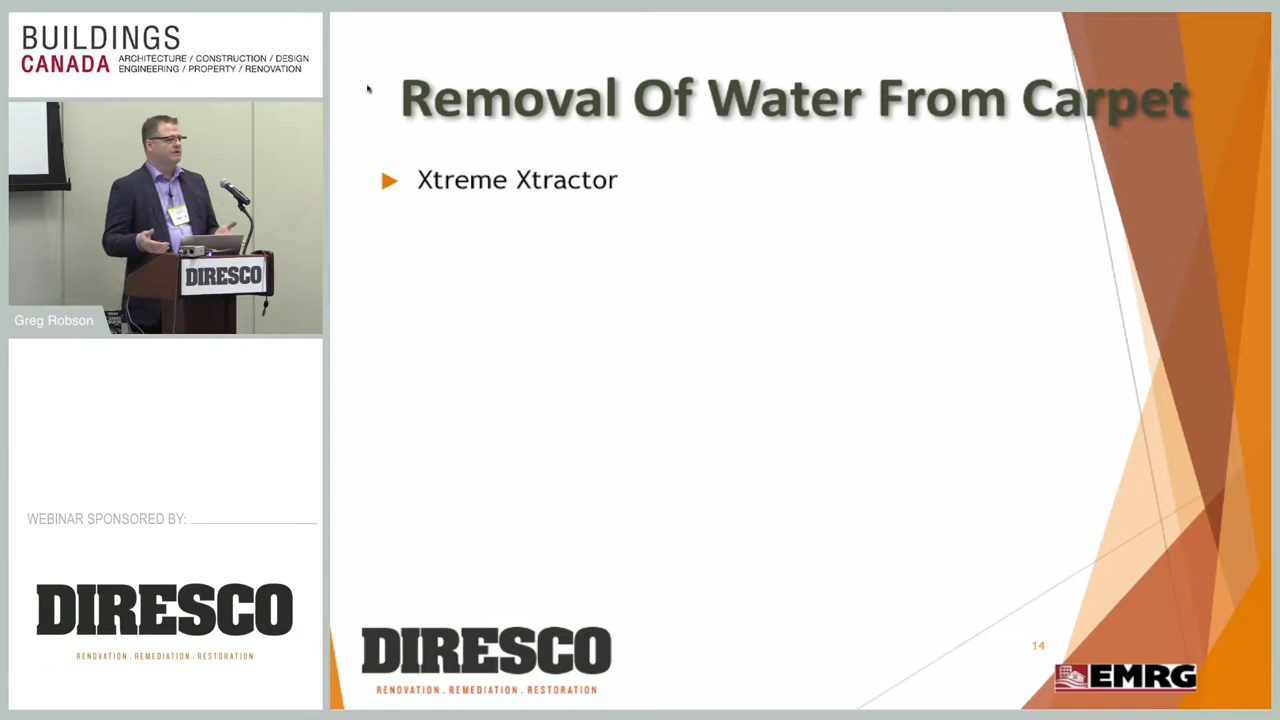 BUILDINGS
CANADA
ARCHITECTURE / CONSTRUCTION / DESIGN
ENGINEERING / PROPERTY / RENOVATION
DIRESCO
Greg Robson
WEBINAR SPONSORED BY:
DIRESCO
RENOVATION . REMEDIATION . RESTORATION
Removal Of Water From Carpet
Xtreme Xtractor
DIRESCO
RENOVATION . REMEDIATION . RESTORATION
14
EMRG